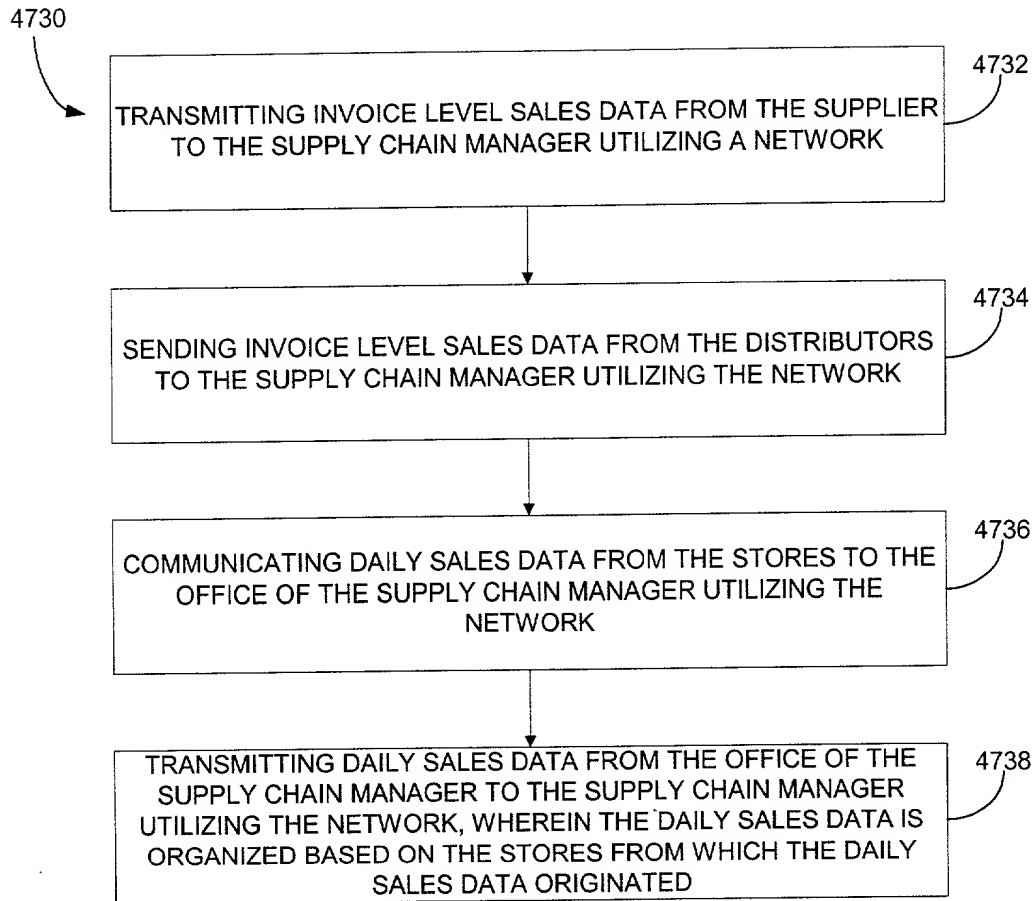 4730
4732
TRANSMITTING INVOICE LEVEL SALES DATA FROM THE SUPPLIER
TO THE SUPPLY CHAIN MANAGER UTILIZING A NETWORK
4734
SENDING INVOICE LEVEL SALES DATA FROM THE DISTRIBUTORS
TO THE SUPPLY CHAIN MANAGER UTILIZING THE NETWORK
4736
COMMUNICATING DAILY SALES DATA FROM THE STORES TO THE
OFFICE OF THE SUPPLY CHAIN MANAGER UTILIZING THE
NETWORK
4738
TRANSMITTING DAILY SALES DATA FROM THE OFFICE OF THE
SUPPLY CHAIN MANAGER TO THE SUPPLY CHAIN MANAGER
UTILIZING THE NETWORK, WHEREIN THE DAILY SALES DATA IS
ORGANIZED BASED ON THE STORES FROM WHICH THE DAILY
SALES DATA ORIGINATED